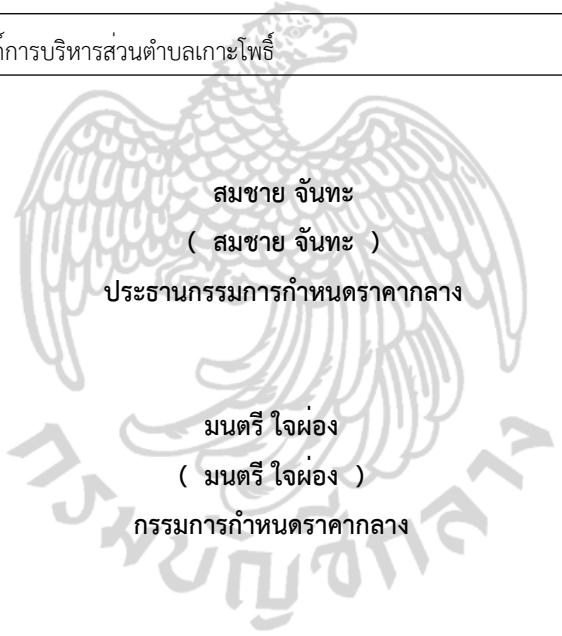 การบริหารส่วนตำบลเกาะโพธิ์
สมชาย จันทะ
( สมชาย จันทะ )
ประธานกรรมการกำหนดราคากลาง
มนตรี ใจผ่อง
( มนตรี ใจผ่อง )
กรรมการกำหนดราคากลาง
กรมบัญชีกลาง